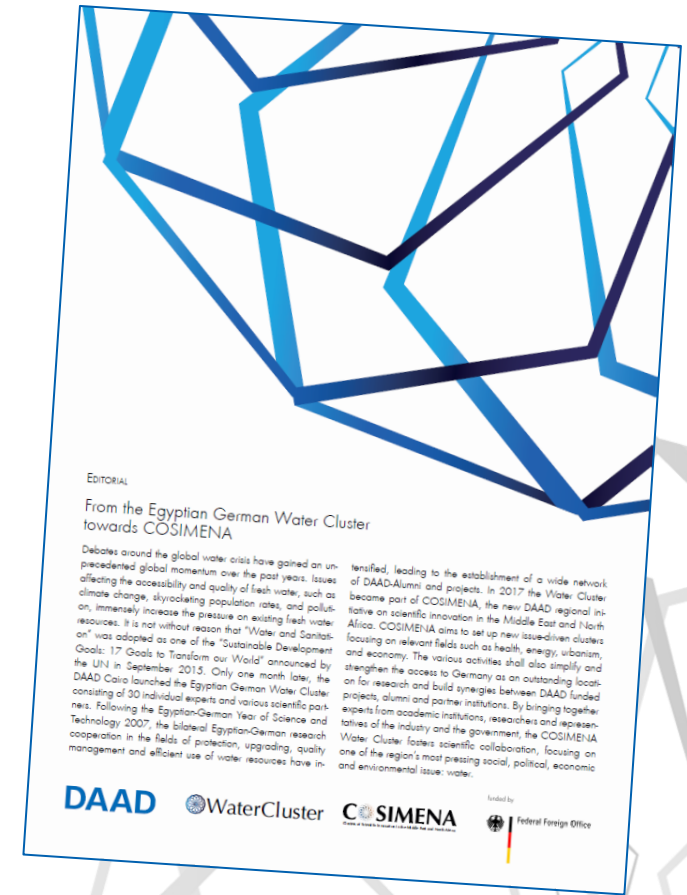 EDITORIAL
From the Egyptian German Water Cluster
towards COSIMENA
Debates around the global water crisis have gained an un-
precedented global momentum over the past years. Issues
affecting the accessibility and quality of fresh water, such as
climate change, skyrocketing population rates, and polluti-
on, immensely increase the pressure on existing fresh water
resources. It is not without reason that "Water and Sanitati-
on" was adopted as one of the "Sustainable Development
Goals: 17 Goals to Transform our World" announced by
the UN in September 2015. Only one month later, the
DAAD Cairo launched the Egyptian German Water Cluster
consisting of 30 individual experts and various scientific part-
ners. Following the Egyptian-German Year of Science and
Technology 2007, the bilateral Egyptian-German research
cooperation in the fields of protection, upgrading, quality
management and efficient use of water resources have in-
tensified, leading to the establishment of a wide network
of DAAD-Alumni and projects. In 2017 the Water Cluster
became part of COSIMENA, the new DAAD regional ini-
tiative on scientific innovation in the Middle East and North
Africa. COSIMENA aims to set up new issue-driven clusters
focusing on relevant fields such as health, energy, urbanism,
and economy. The various activities shall also simplify and
strengthen the access to Germany as an outstanding locati-
on for research and build synergies between DAAD funded
projects, alumni and partner institutions. By bringing together
experts from academic institutions, researchers and represen-
tatives of the industry and the government, the COSIMENA
Water Cluster fosters scientific collaboration, focusing on
one of the region's most pressing social, political, economic
and environmental issue: water.
DAAD
WaterCluster
COSIMENA
funded by
Federal Foreign Office